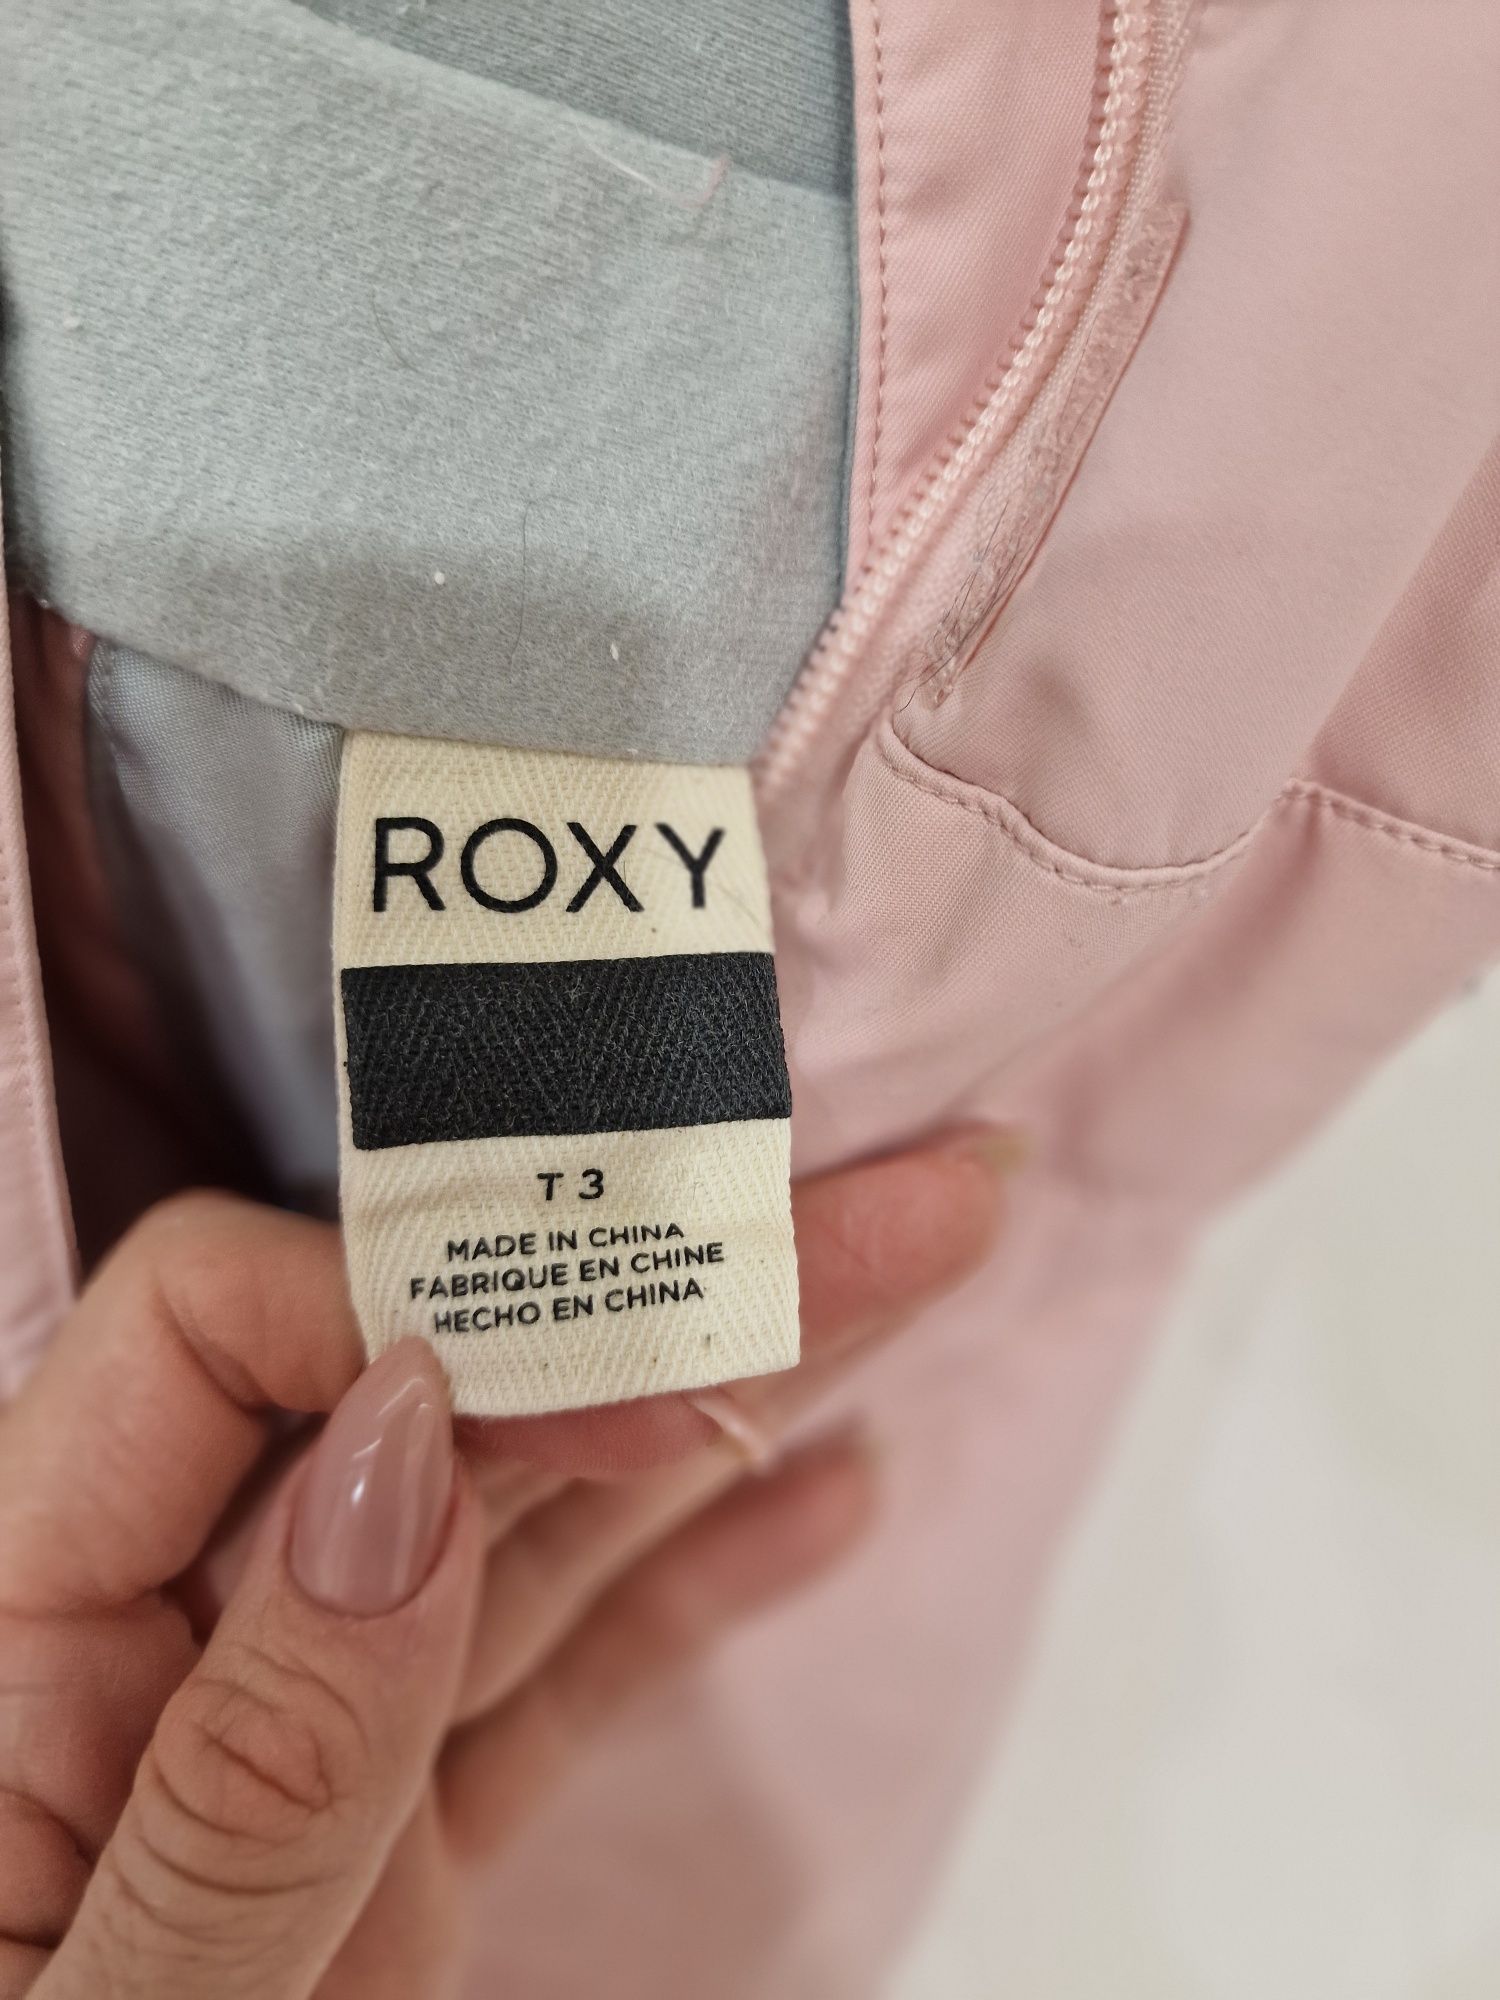 ROXY
T 3
MADE IN CHINA
FABRIQUE EN CHINE
HECHO EN CHINA